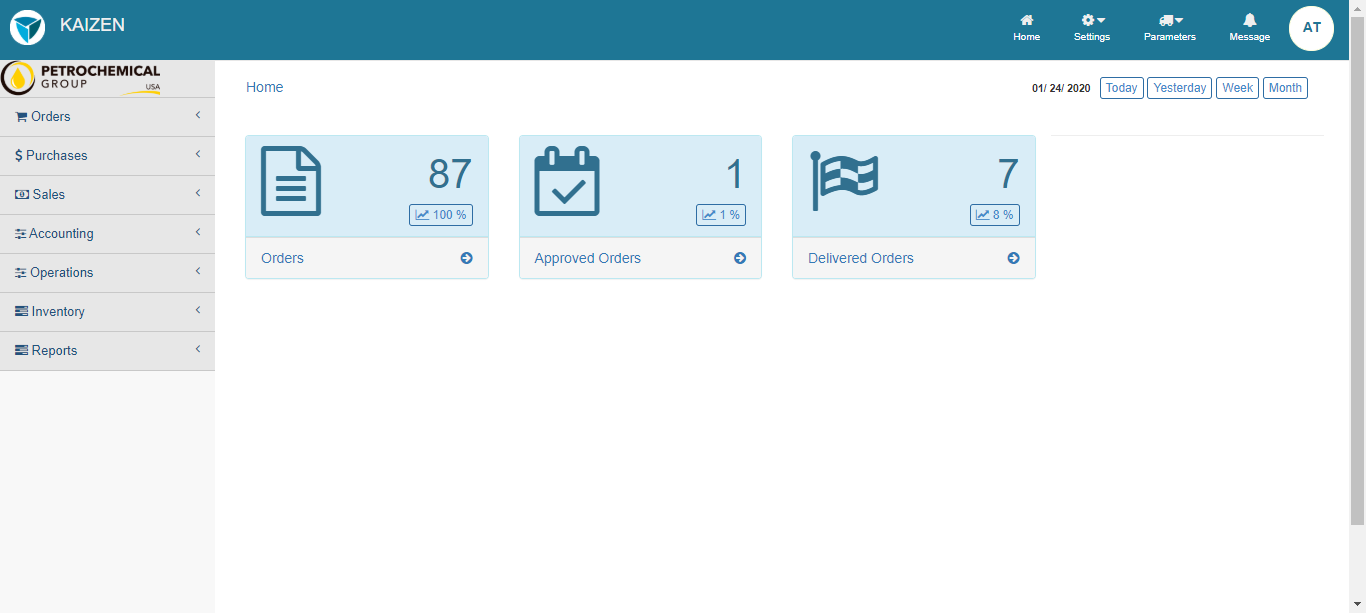 KAIZEN
Home
Settings
Parameters
Message
AT
PETROCHEMICAL
GROUP
USA
Orders
Purchases
Sales
Accounting
Operations
Inventory
Reports
Home
01/ 24/ 2020 Today Yesterday Week Month
87
100 %
Orders
1
1 %
Approved Orders
7
8 %
Delivered Orders